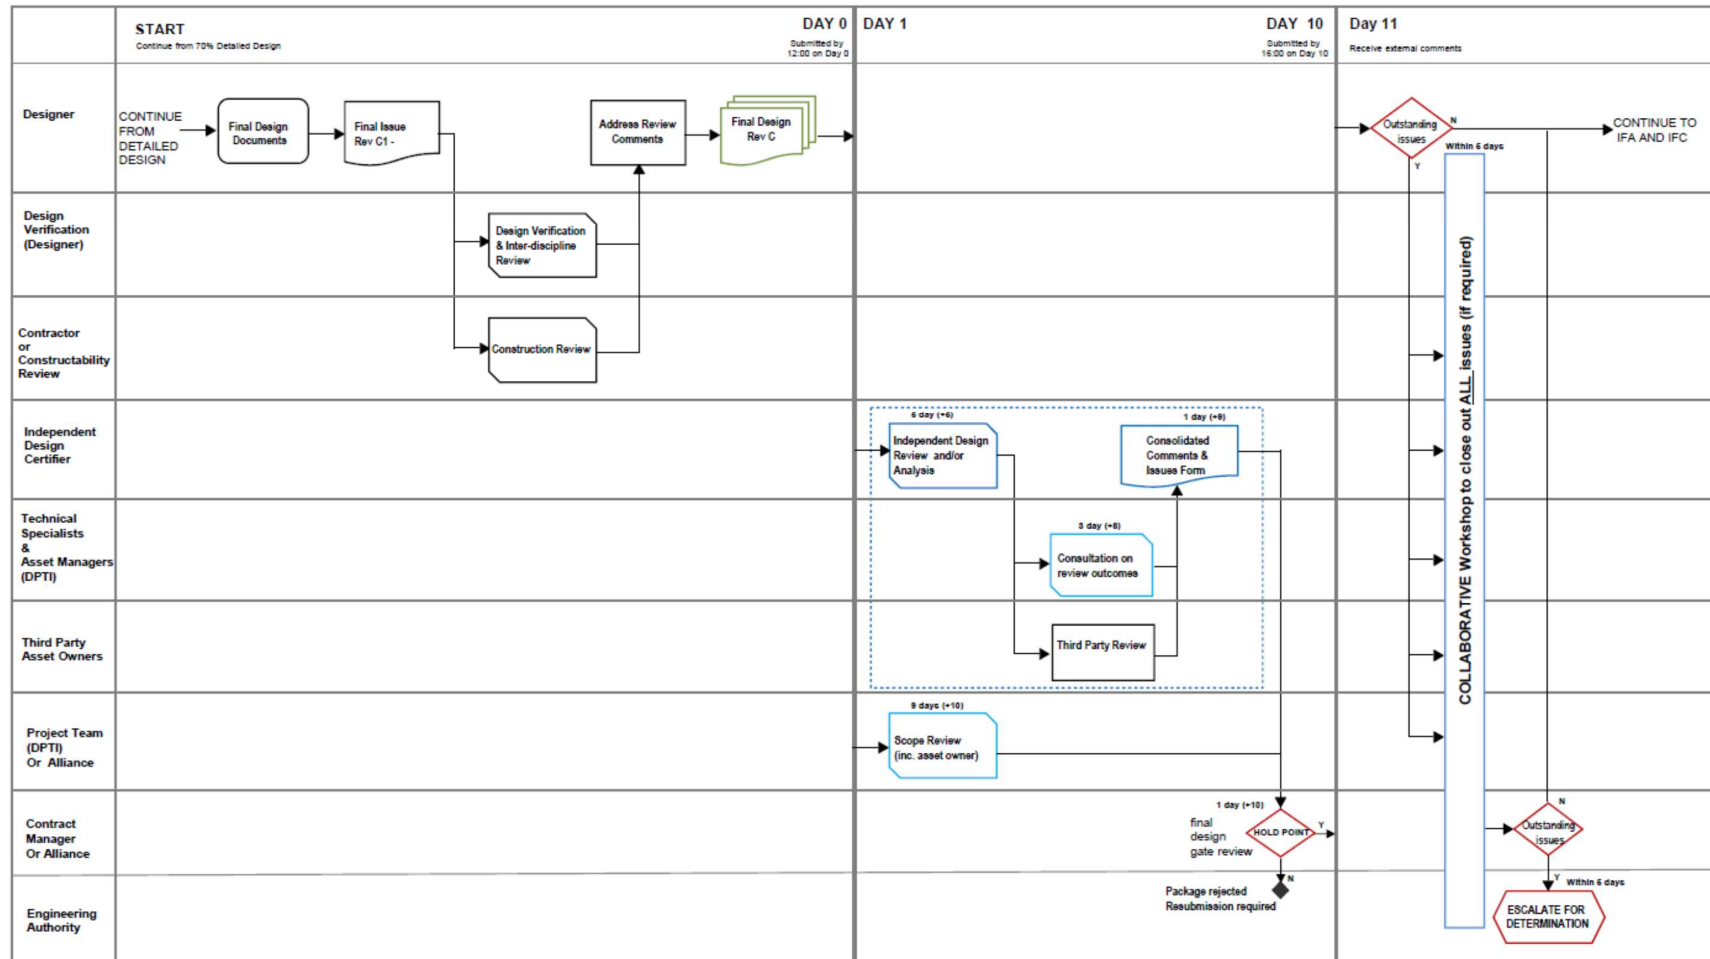 START
Continue from 70% Detailed Design
DAY 0
Submitted by
12:00 on Day 0
DAY 1
DAY 10
Submitted by
16:00 on Day 10
Day 11
Receive external comments
Designer
CONTINUE
FROM
DETAILED
DESIGN
Final Design
Documents
Final Issue
Rev C1 -
Address Review
Comments
Final Design
Rev C
Outstanding
issues
N
Y
Within 5 days
CONTINUE TO
IFA AND IFC
Design
Verification
(Designer)
Design Verification
& Inter-discipline
Review
Contractor
or
Constructability
Review
Construction Review
COLLABORATIVE Workshop to close out ALL issues (if required)
Independent
Design
Certifier
5 day (+5)
Independent Design
Review and/or
Analysis
1 day (+9)
Consolidated
Comments &
Issues Form
Technical
Specialists
&
Asset Managers
(DPTI)
3 day (+8)
Consultation on
review outcomes
Third Party
Asset Owners
Third Party Review
Project Team
(DPTI)
Or Alliance
9 days (+10)
Scope Review
(inc. asset owner)
Contract
Manager
Or Alliance
1 day (+10)
final
design
gate review
HOLD POINT
Y
N
Package rejected
Resubmission required
N
Outstanding
issues
Y
Within 5 days
Engineering
Authority
ESCALATE FOR
DETERMINATION